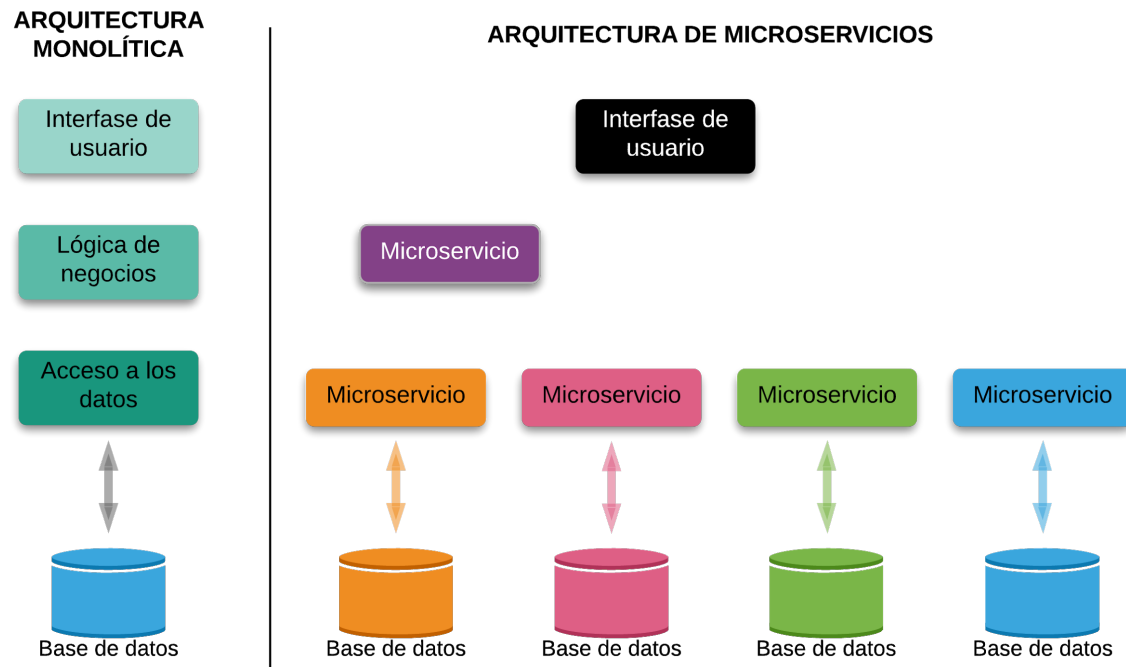 ARQUITECTURA
MONOLÍTICA
Interfase de
usuario
Lógica de
negocios
Acceso a los
datos
Base de datos
ARQUITECTURA DE MICROSERVICIOS
Interfase de
usuario
Microservicio
Microservicio
Microservicio
Microservicio
Microservicio
Base de datos
Base de datos
Base de datos
Base de datos